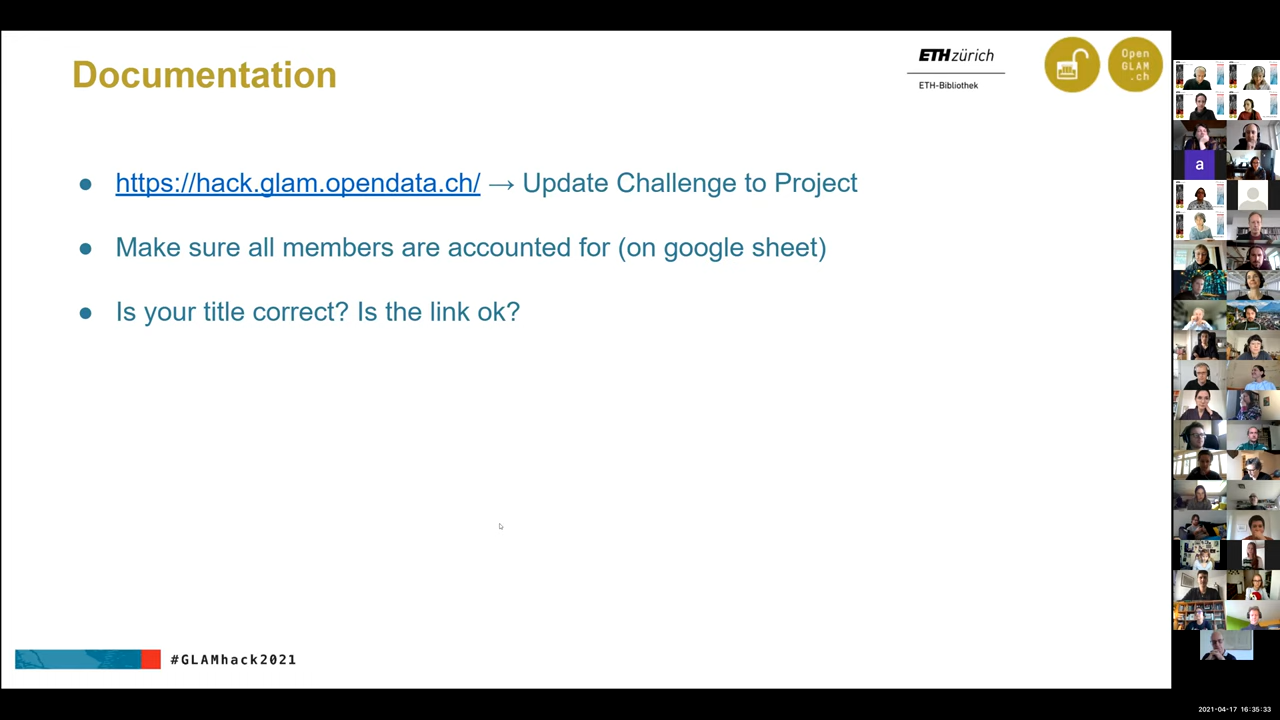 Documentation
ETH zürich
ETH-Bibliothek
Open
GLAM
.ch
● https://hack.glam.opendata.ch/ → Update Challenge to Project
● Make sure all members are accounted for (on google sheet)
● Is your title correct? Is the link ok?
#GLAMhack2021
a
2021-04-17 16:35:33